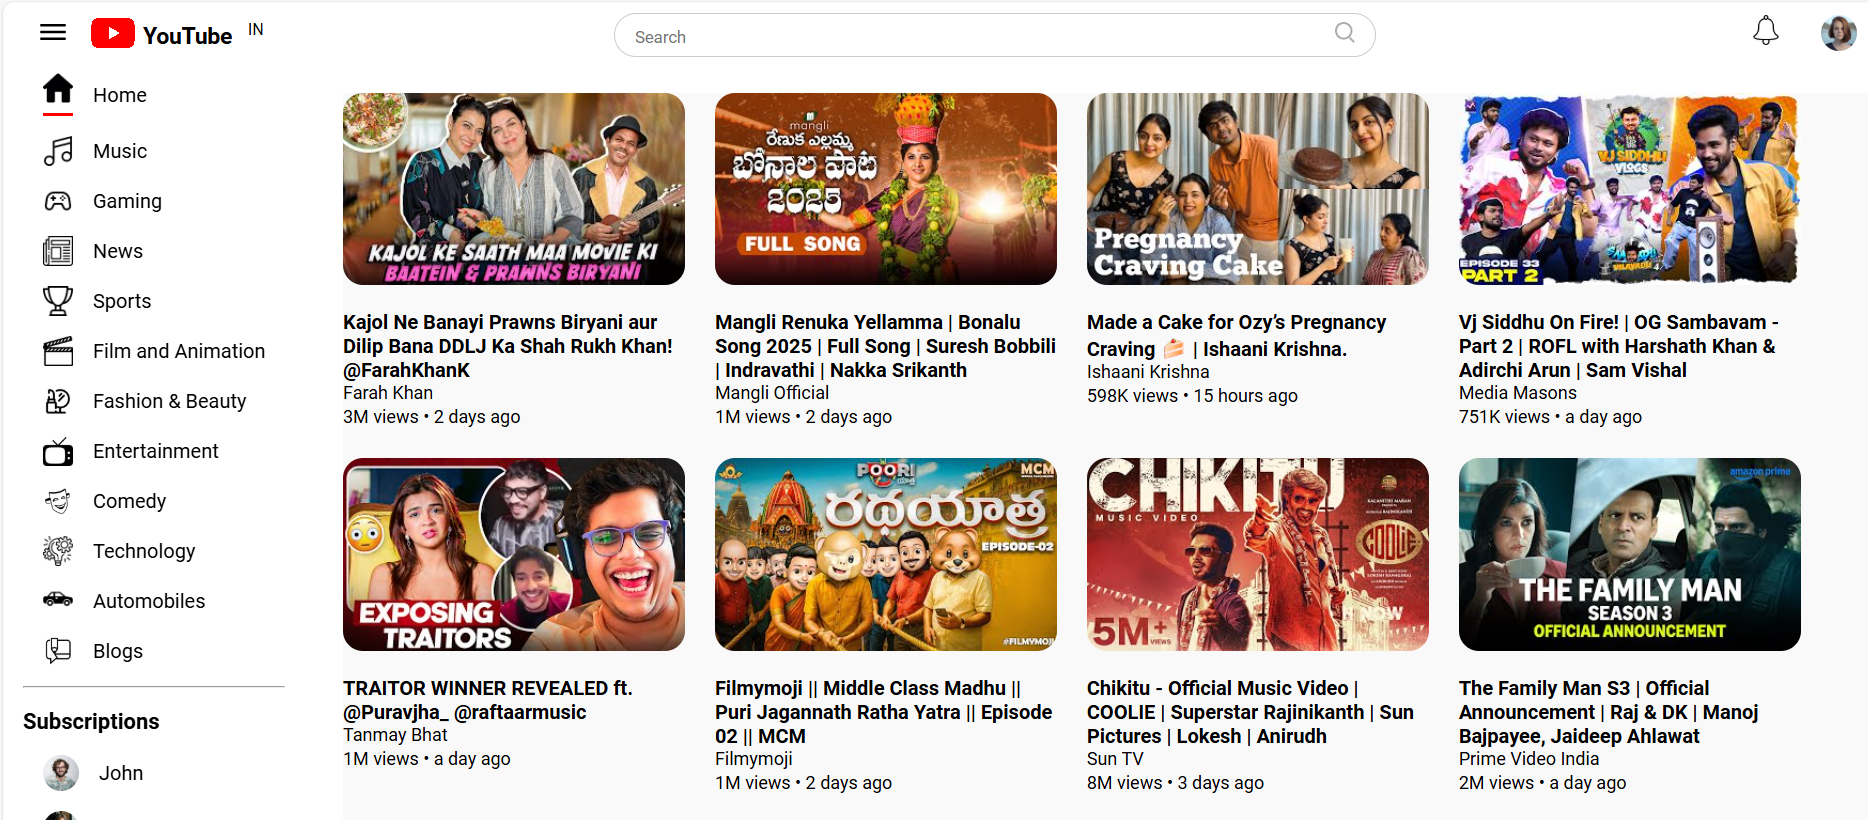 YouTube IN
Search
Home
Music
Gaming
News
Sports
Film and Animation
Fashion & Beauty
Entertainment
Comedy
Technology
Automobiles
Blogs
Subscriptions
John
KAJOL KE SAATH MAA MOVIE KI
BAATEIN & PRAWNS BIRYANI
Kajol Ne Banayi Prawns Biryani aur
Dilip Bana DDLJ Ka Shah Rukh Khan!
@FarahKhanK
Farah Khan
3M views • 2 days ago
mangli
రేణుక ఎల్లమ్మ
బోనాల పాట
2025
FULL SONG
Mangli Renuka Yellamma | Bonalu
Song 2025 | Full Song | Suresh Bobbili
| Indravathi | Nakka Srikanth
Mangli Official
1M views • 2 days ago
Pregnancy
Craving Cake
Made a Cake for Ozy’s Pregnancy
Craving 🍰 | Ishaani Krishna.
Ishaani Krishna
598K views • 15 hours ago
VJ SIDDHU
VLOGS
EPISODE 33
PART 2
Vj Siddhu On Fire! | OG Sambavam -
Part 2 | ROFL with Harshath Khan &
Adirchi Arun | Sam Vishal
Media Masons
751K views • a day ago
EXPOSING
TRAITORS
TRAITOR WINNER REVEALED ft.
@Puravjha_ @raftaarmusic
Tanmay Bhat
1M views • a day ago
POORI
యాత్ర
MCM
రథయాత్ర
EPISODE-02
#FILMYMOJI
Filmymoji || Middle Class Madhu ||
Puri Jagannath Ratha Yatra || Episode
02 || MCM
Filmymoji
1M views • 2 days ago
CHIKITU
MUSIC VIDEO
KALANITHI MARAN
COOLIE
NOW
5M+ VIEWS
Chikitu - Official Music Video |
COOLIE | Superstar Rajinikanth | Sun
Pictures | Lokesh | Anirudh
Sun TV
8M views • 3 days ago
amazon prime
THE FAMILY MAN
SEASON 3
OFFICIAL ANNOUNCEMENT
The Family Man S3 | Official
Announcement | Raj & DK | Manoj
Bajpayee, Jaideep Ahlawat
Prime Video India
2M views • a day ago